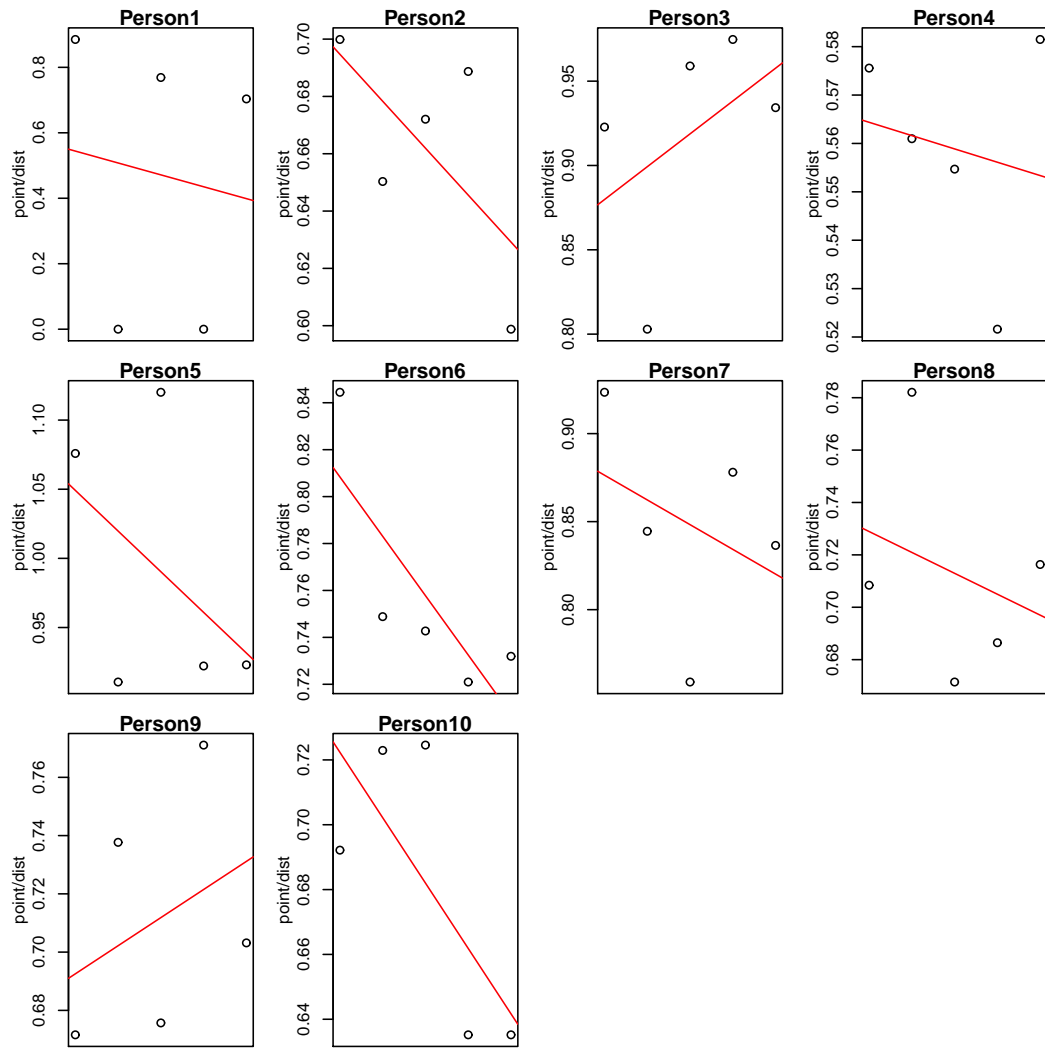 Person1
point/dist
0.8
0.6
0.4
0.2
0.0
Person2
point/dist
0.70
0.68
0.66
0.64
0.62
0.60
Person3
point/dist
0.95
0.90
0.85
0.80
Person4
point/dist
0.58
0.57
0.56
0.55
0.54
0.53
0.52
Person5
point/dist
1.10
1.05
1.00
0.95
Person6
point/dist
0.84
0.82
0.80
0.78
0.76
0.74
0.72
Person7
point/dist
0.90
0.85
0.80
Person8
point/dist
0.78
0.76
0.74
0.72
0.70
0.68
Person9
point/dist
0.76
0.74
0.72
0.70
0.68
Person10
point/dist
0.72
0.70
0.68
0.66
0.64